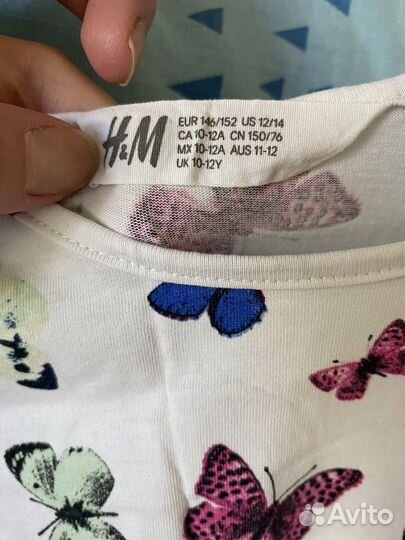 H&M
EUR 146/152 US 12/14
CA 10-12A CN 150/76
MX 10-12A AUS 11-12
UK 10-12Y
Avito